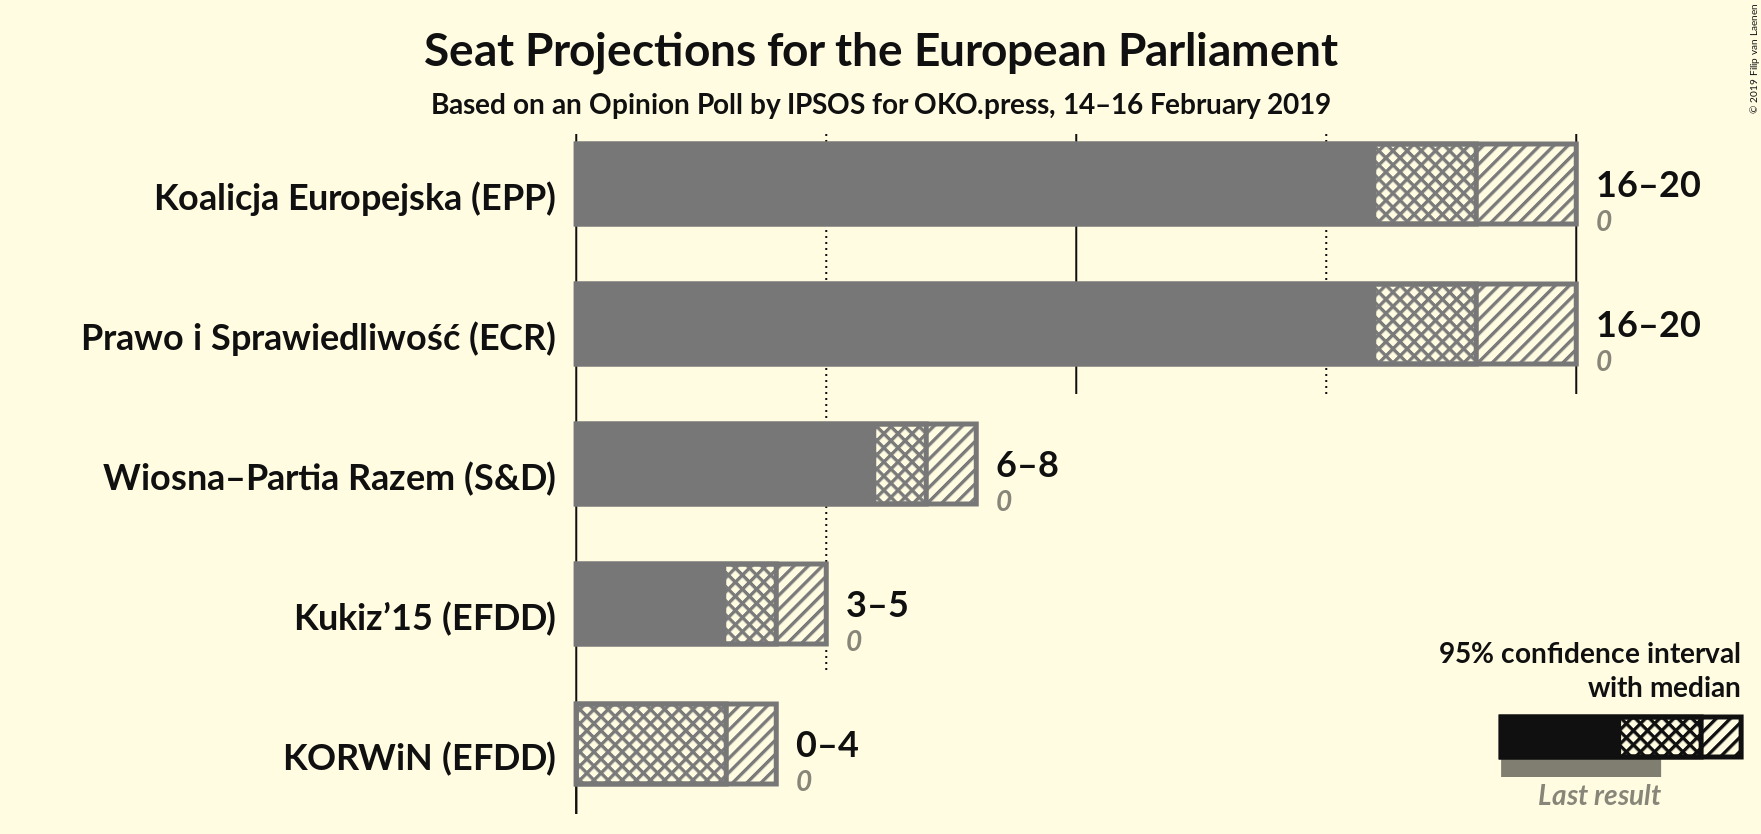 Seat Projections for the European Parliament
Based on an Opinion Poll by IPSOS for OKO.press, 14–16 February 2019
© 2019 Filip van Laenen
Koalicja Europejska (EPP)
16–20
0
Prawo i Sprawiedliwość (ECR)
16–20
0
Wiosna–Partia Razem (S&D)
6–8
0
Kukiz’15 (EFDD)
3–5
0
KORWiN (EFDD)
0–4
0
95% confidence interval
with median
Last result